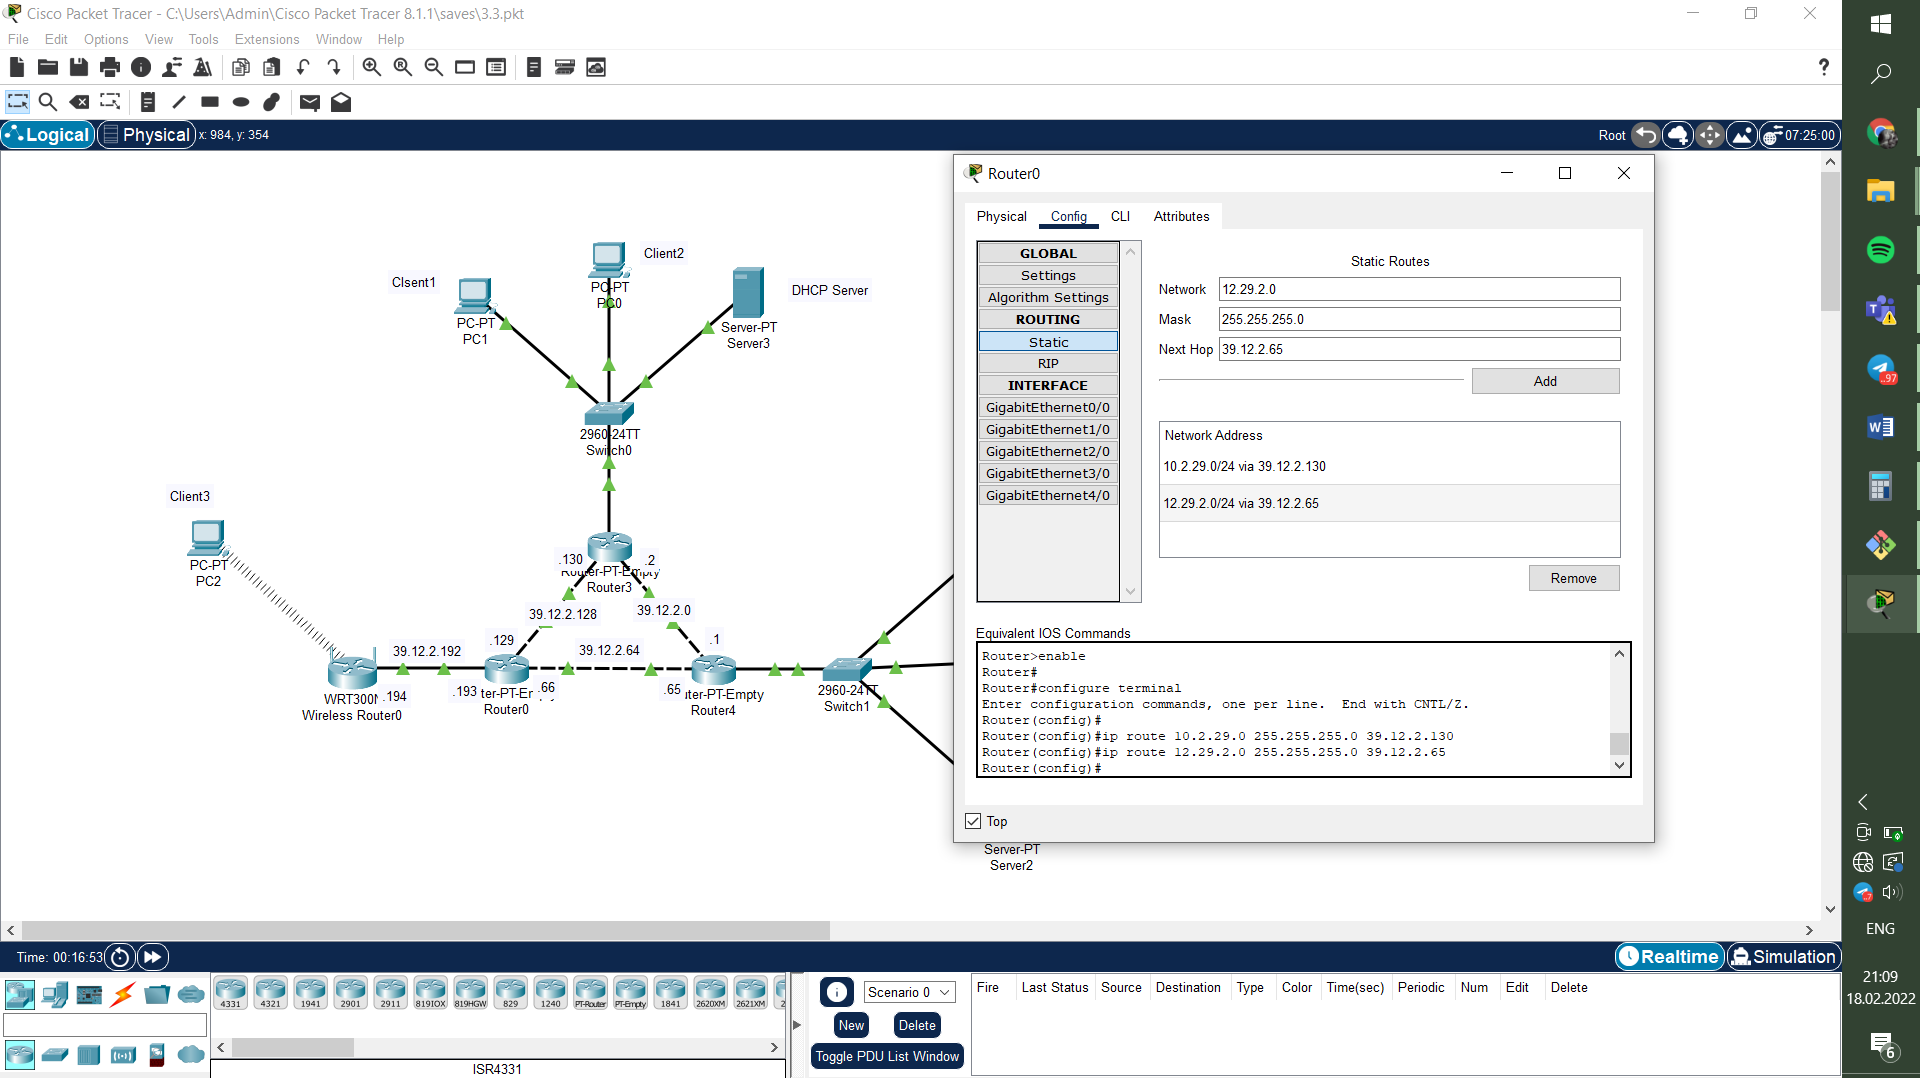 Cisco Packet Tracer - C:\Users\Admin\Cisco Packet Tracer 8.1.1\saves\3.3.pkt
File Edit Options View Tools Extensions Window Help
?
Logical Physical x: 984, y: 354
Root 07:25:00
Router0
Physical Config CLI Attributes
GLOBAL
Settings
Algorithm Settings
ROUTING
Static
RIP
INTERFACE
GigabitEthernet0/0
GigabitEthernet1/0
GigabitEthernet2/0
GigabitEthernet3/0
GigabitEthernet4/0
Static Routes
Network 12.29.2.0
Mask 255.255.255.0
Next Hop 39.12.2.65
Add
Network Address
10.2.29.0/24 via 39.12.2.130
12.29.2.0/24 via 39.12.2.65
Remove
Equivalent IOS Commands
Router>enable
Router#
Router#configure terminal
Enter configuration commands, one per line. End with CNTL/Z.
Router(config)#
Router(config)#ip route 10.2.29.0 255.255.255.0 39.12.2.130
Router(config)#ip route 12.29.2.0 255.255.255.0 39.12.2.65
Router(config)#
Top
Client2
Clsent1
PC-PT
PC0
DHCP Server
PC-PT
PC1
Server-PT
Server3
2960-24TT
Switch0
Client3
PC-PT
PC2
.130
.2
Router-PT-Empty
Router3
39.12.2.128
39.12.2.0
.129
.1
39.12.2.192
39.12.2.64
WRT300N
.194
Wireless Router0
.193
ter-PT-Er
.66
Router0
.65
ter-PT-Empty
Router4
2960-24TT
Switch1
Server-PT
Server2
Time: 00:16:53
Realtime Simulation
4331 4321 1941 2901 2911 819IOX 819HGW 829 1240 PT-Router PT-Empty 1841 2620XM 2621XM 2
ISR4331
Scenario 0
New Delete
Toggle PDU List Window
Fire Last Status Source Destination Type Color Time(sec) Periodic Num Edit Delete
97
ENG
21:09
18.02.2022
6